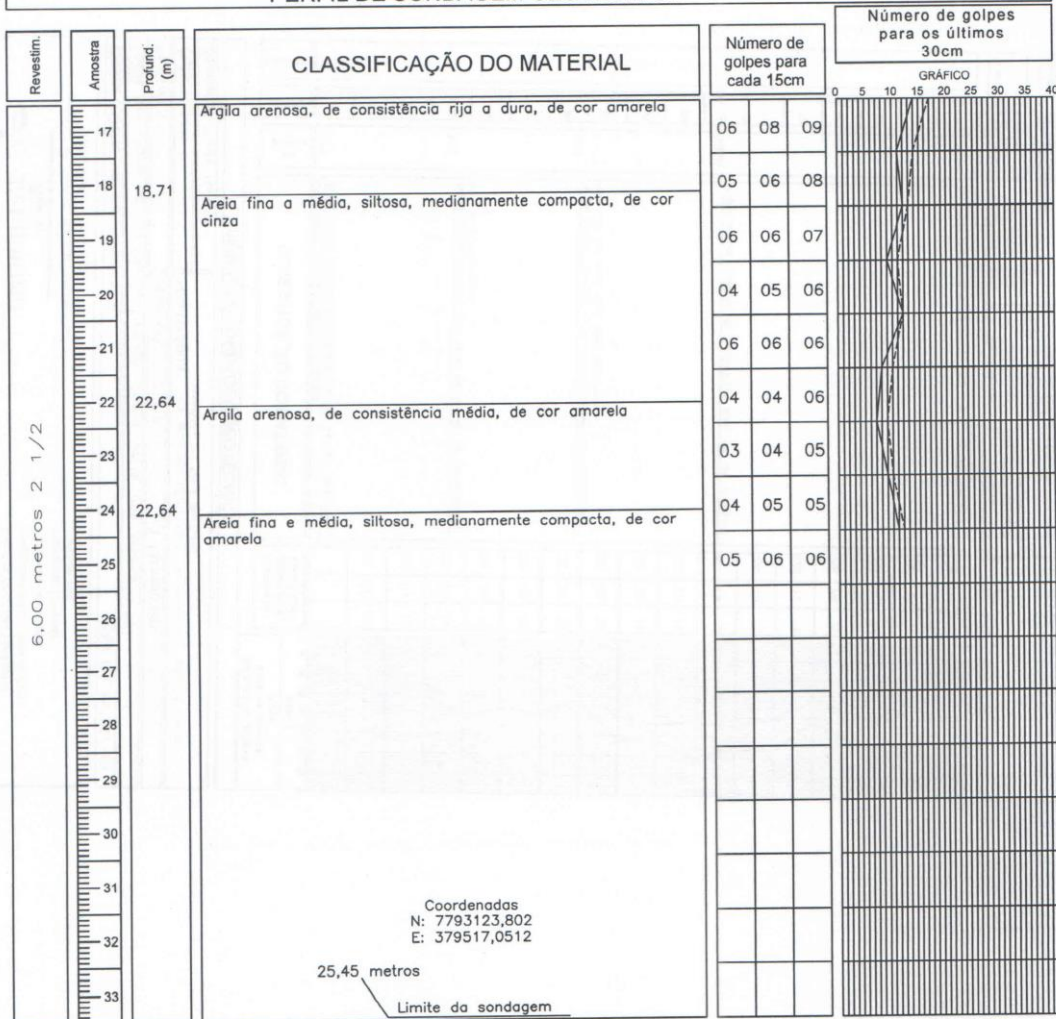 Revestim.
Amostra
Profund.
(m)
CLASSIFICAÇÃO DO MATERIAL
Número de
golpes para
cada 15cm
Número de golpes
para os últimos
30cm
GRÁFICO
0 5 10 15 20 25 30 35 40
6,00 metros 2 1/2
Argila arenosa, de consistência rija a dura, de cor amarela
17
06 08 09
18
18,71
05 06 08
Areia fina a média, siltosa, medianamente compacta, de cor
cinza
19
06 06 07
20
04 05 06
21
06 06 06
22
22,64
04 04 06
Argila arenosa, de consistência média, de cor amarela
23
03 04 05
24
22,64
04 05 05
Areia fina e média, siltosa, medianamente compacta, de cor
amarela
25
05 06 06
26
27
28
29
30
31
Coordenadas
N: 7793123,802
32
E: 379517,0512
25,45 metros
33
Limite da sondagem